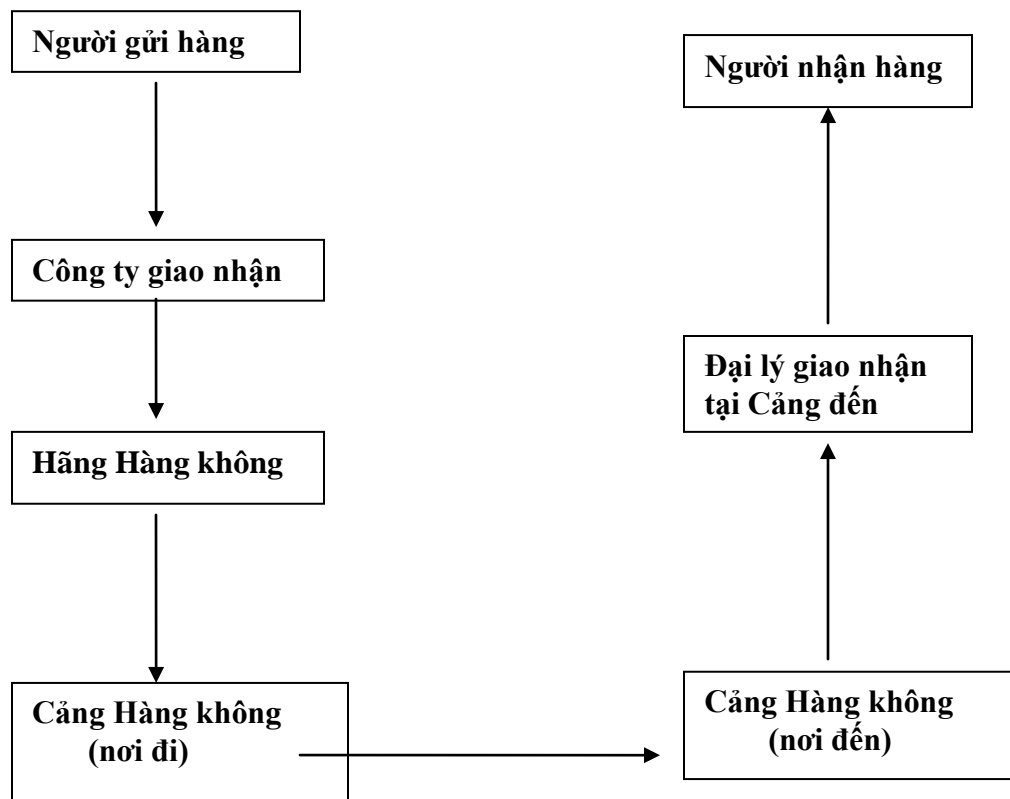 Người gửi hàng
Người nhận hàng
Công ty giao nhận
Đại lý giao nhận
tại Cảng đến
Hãng Hàng không
Cảng Hàng không
(nơi đi)
Cảng Hàng không
(nơi đến)